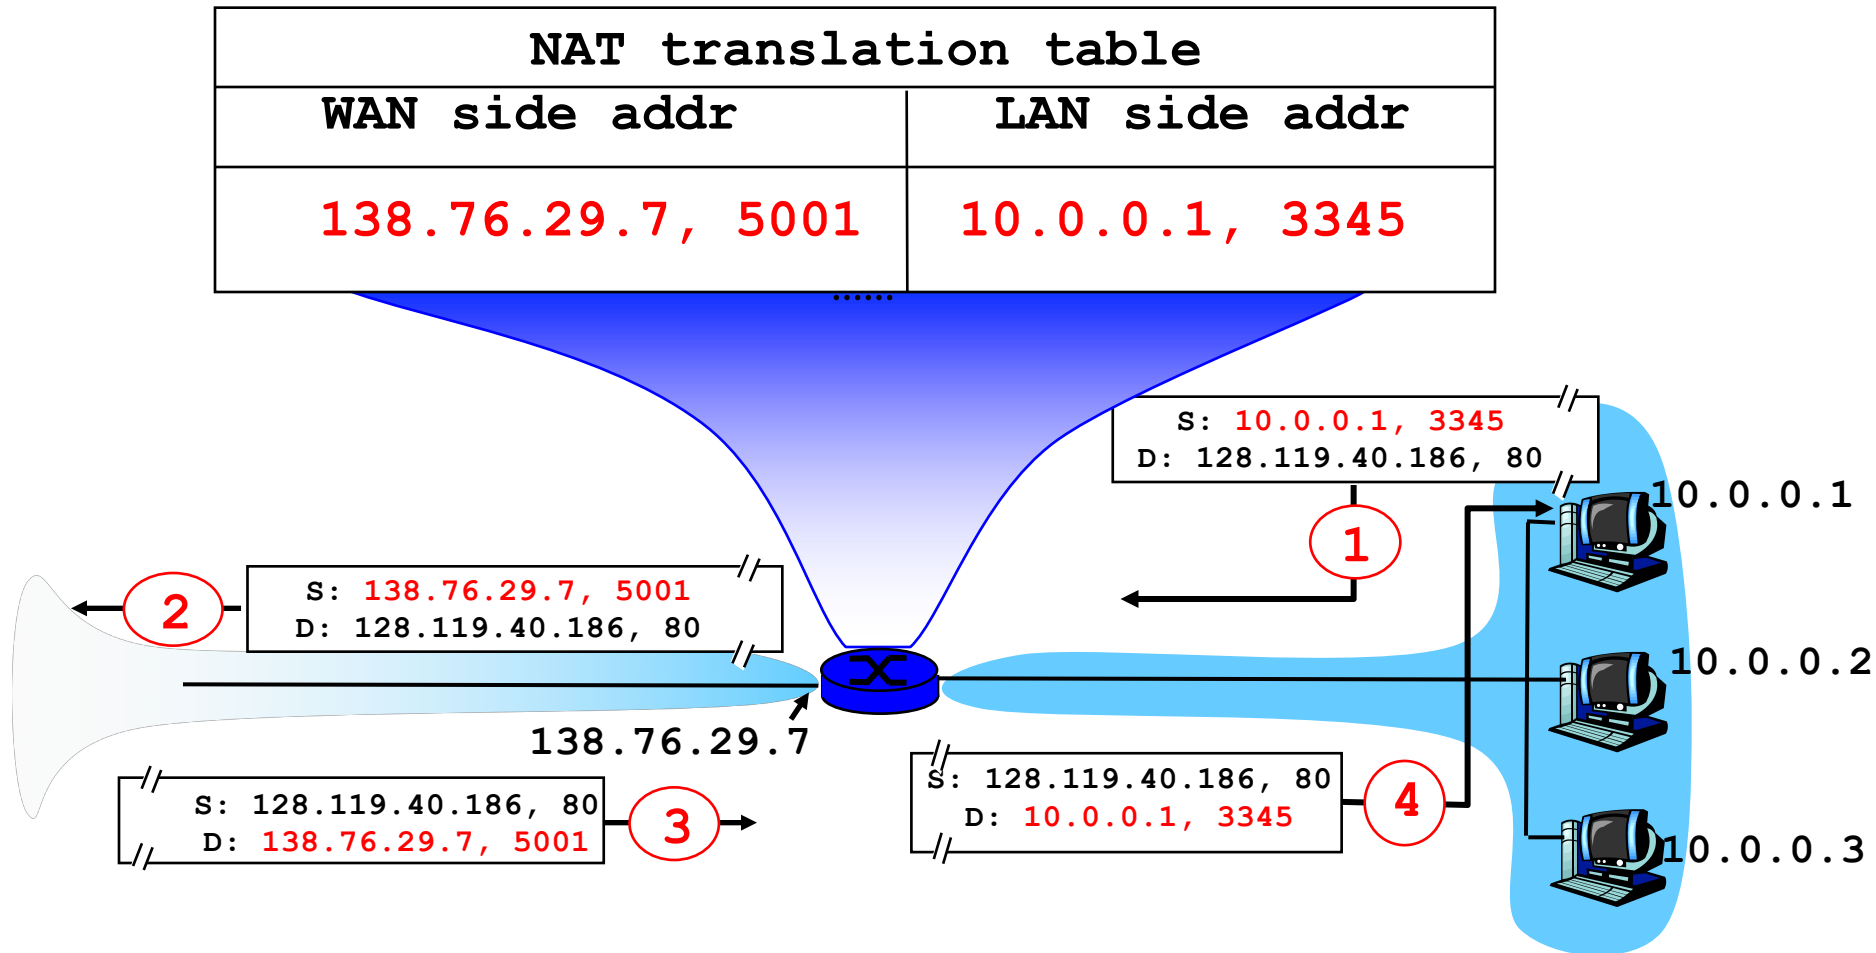 NAT translation table
WAN side addr LAN side addr
138.76.29.7, 5001 10.0.0.1, 3345
......
S: 10.0.0.1, 3345
D: 128.119.40.186, 80
10.0.0.1
1
2
S: 138.76.29.7, 5001
D: 128.119.40.186, 80
10.0.0.2
138.76.29.7
S: 128.119.40.186, 80
D: 138.76.29.7, 5001
3
S: 128.119.40.186, 80
D: 10.0.0.1, 3345
4
10.0.0.3